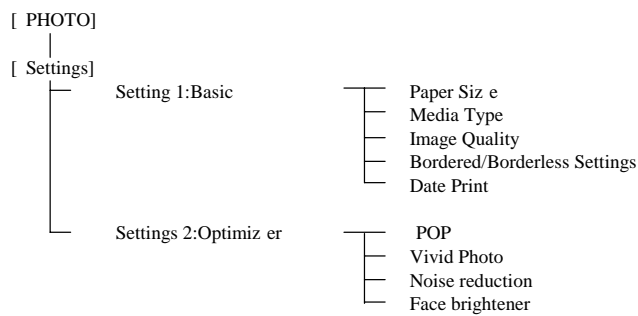 [ PHOTO]
[ Settings]
Setting 1:Basic
Paper Siz e
Media Type
Image Quality
Bordered/Borderless Settings
Date Print
Settings 2:Optimiz er
POP
Vivid Photo
Noise reduction
Face brightener